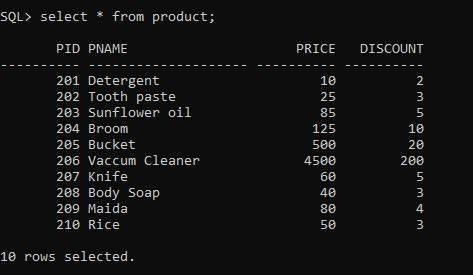 SQL> select * from product;
PID PNAME PRICE DISCOUNT
---------- -------------------- ---------- ----------
201 Detergent 10 2
202 Tooth paste 25 3
203 Sunflower oil 85 5
204 Broom 125 10
205 Bucket 500 20
206 Vaccum Cleaner 4500 200
207 Knife 60 5
208 Body Soap 40 3
209 Maida 80 4
210 Rice 50 3
10 rows selected.